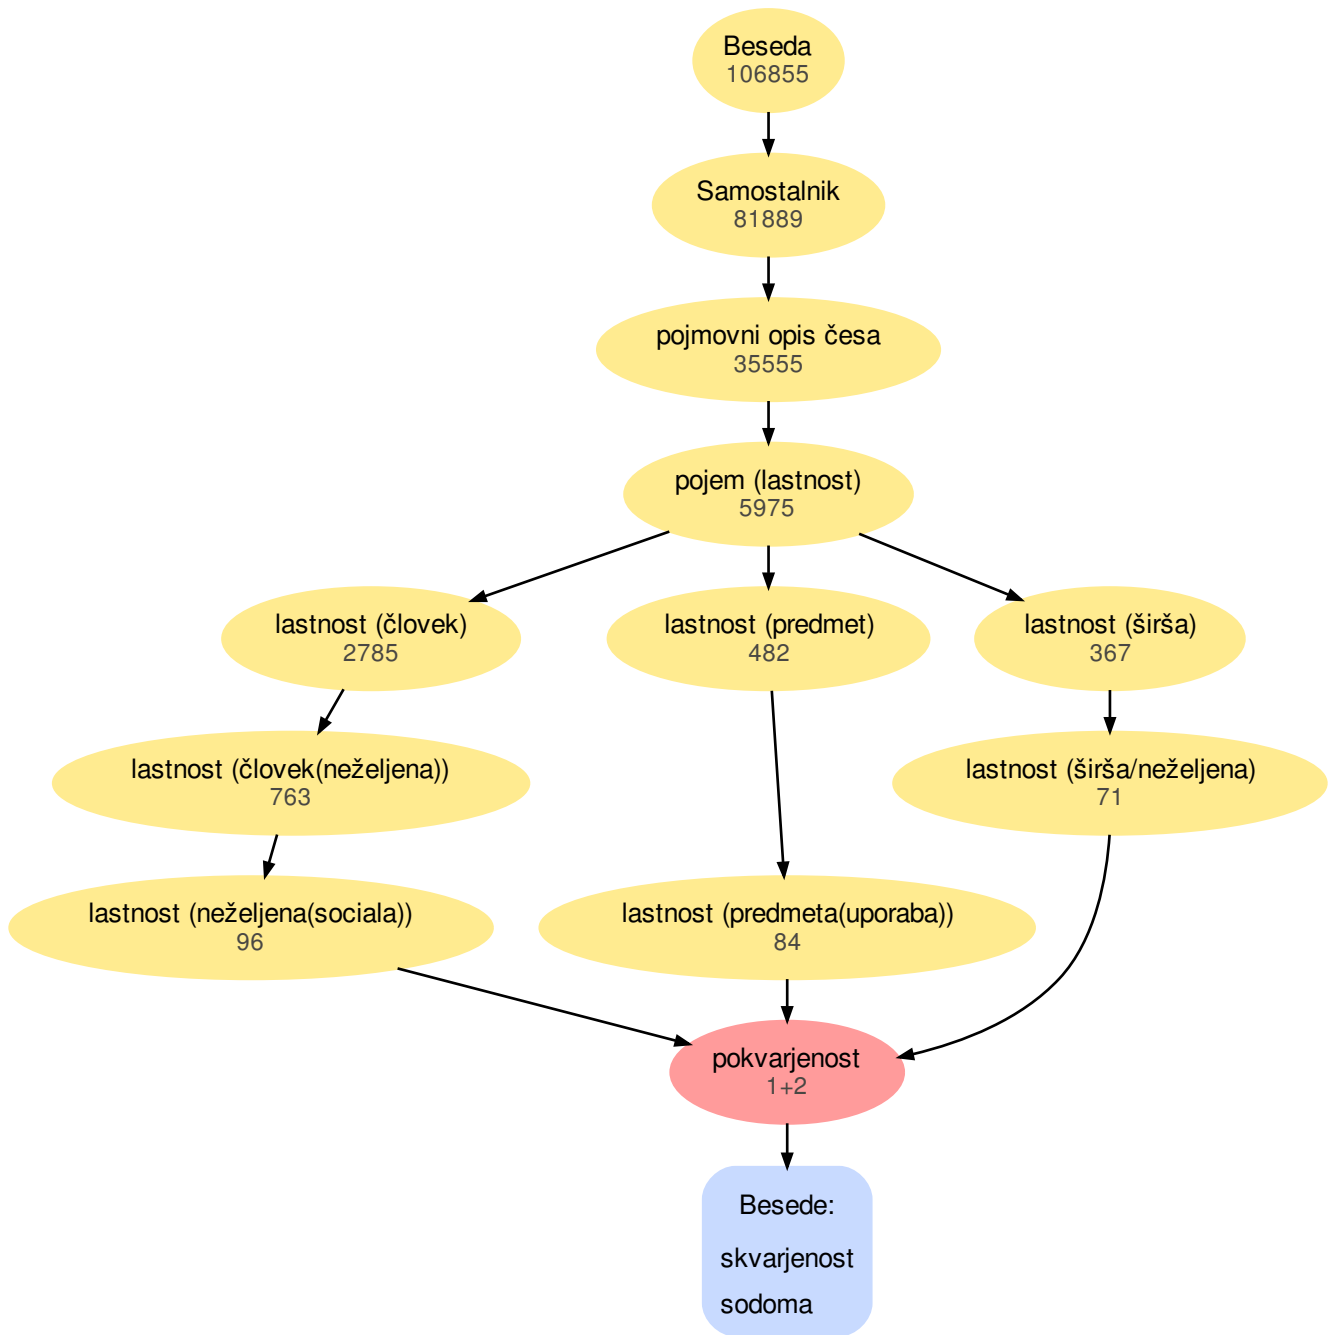 Beseda
106855
Samostalnik
81889
pojmovni opis česa
35555
pojem (lastnost)
5975
lastnost (človek)
2785
lastnost (predmet)
482
lastnost (širša)
367
lastnost (človek(neželjena))
763
lastnost (širša/neželjena)
71
lastnost (neželjena(sociala))
96
lastnost (predmeta(uporaba))
84
pokvarjenost
1+2
Besede:
skvarjenost
sodoma